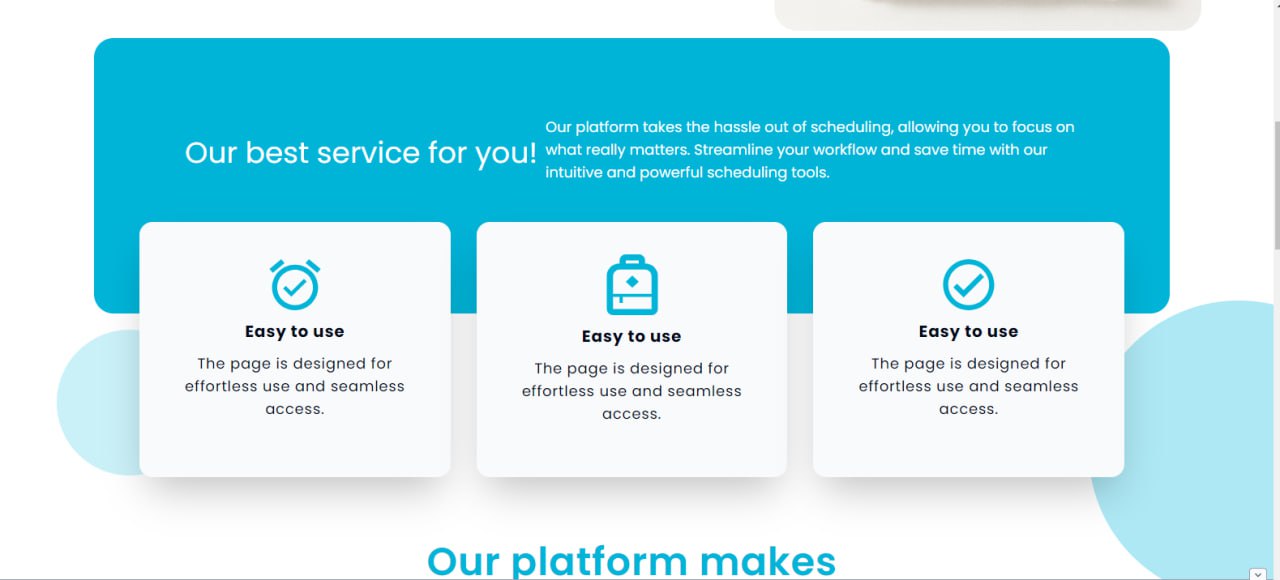 Our best service for you!
Our platform takes the hassle out of scheduling, allowing you to focus on
what really matters. Streamline your workflow and save time with our
intuitive and powerful scheduling tools.
Easy to use
The page is designed for
effortless use and seamless
access.
Easy to use
The page is designed for
effortless use and seamless
access.
Easy to use
The page is designed for
effortless use and seamless
access.
Our platform makes